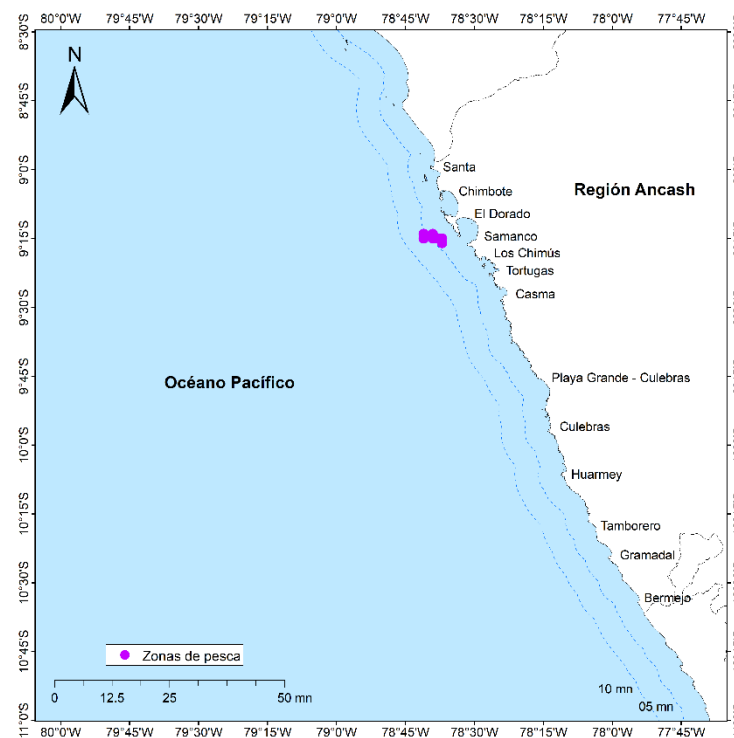 80°0'W 79°45'W 79°30'W 79°15'W 79°0'W 78°45'W 78°30'W 78°15'W 78°0'W 77°45'W
8°30'S
N
8°45'S
9°0'S
Santa
Chimbote
Región Ancash
El Dorado
9°15'S
Samanco
Los Chimús
Tortugas
Casma
9°30'S
9°45'S
Océano Pacífico
Playa Grande - Culebras
Culebras
10°0'S
Huarmey
10°15'S
Tamborero
Gramadal
10°30'S
Bermejo
10°45'S
Zonas de pesca
10 mn
0 12.5 25 50 mn
05 mn
11°0'S
80°0'W 79°45'W 79°30'W 79°15'W 79°0'W 78°45'W 78°30'W 78°15'W 78°0'W 77°45'W